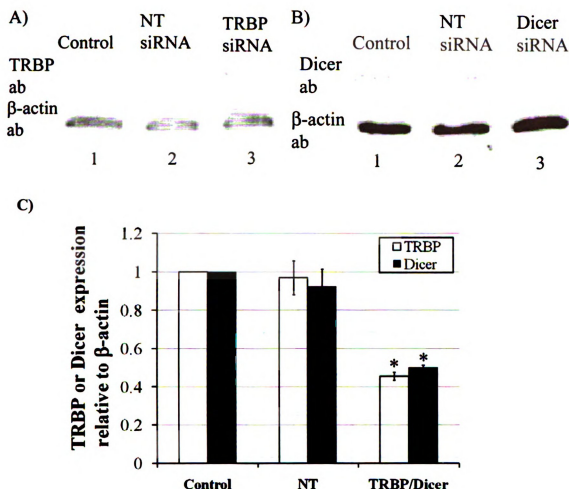 A)
Control
NT
siRNA
TRBP
siRNA
TRBP
ab
β-actin
ab
1 2 3
B)
Control
NT
siRNA
Dicer
siRNA
Dicer
ab
β-actin
ab
1 2 3
C)
TRBP or Dicer expression
relative to β-actin
1.2
1
0.8
0.6
0.4
0.2
0
TRBP
Dicer
* *
Control NT TRBP/Dicer